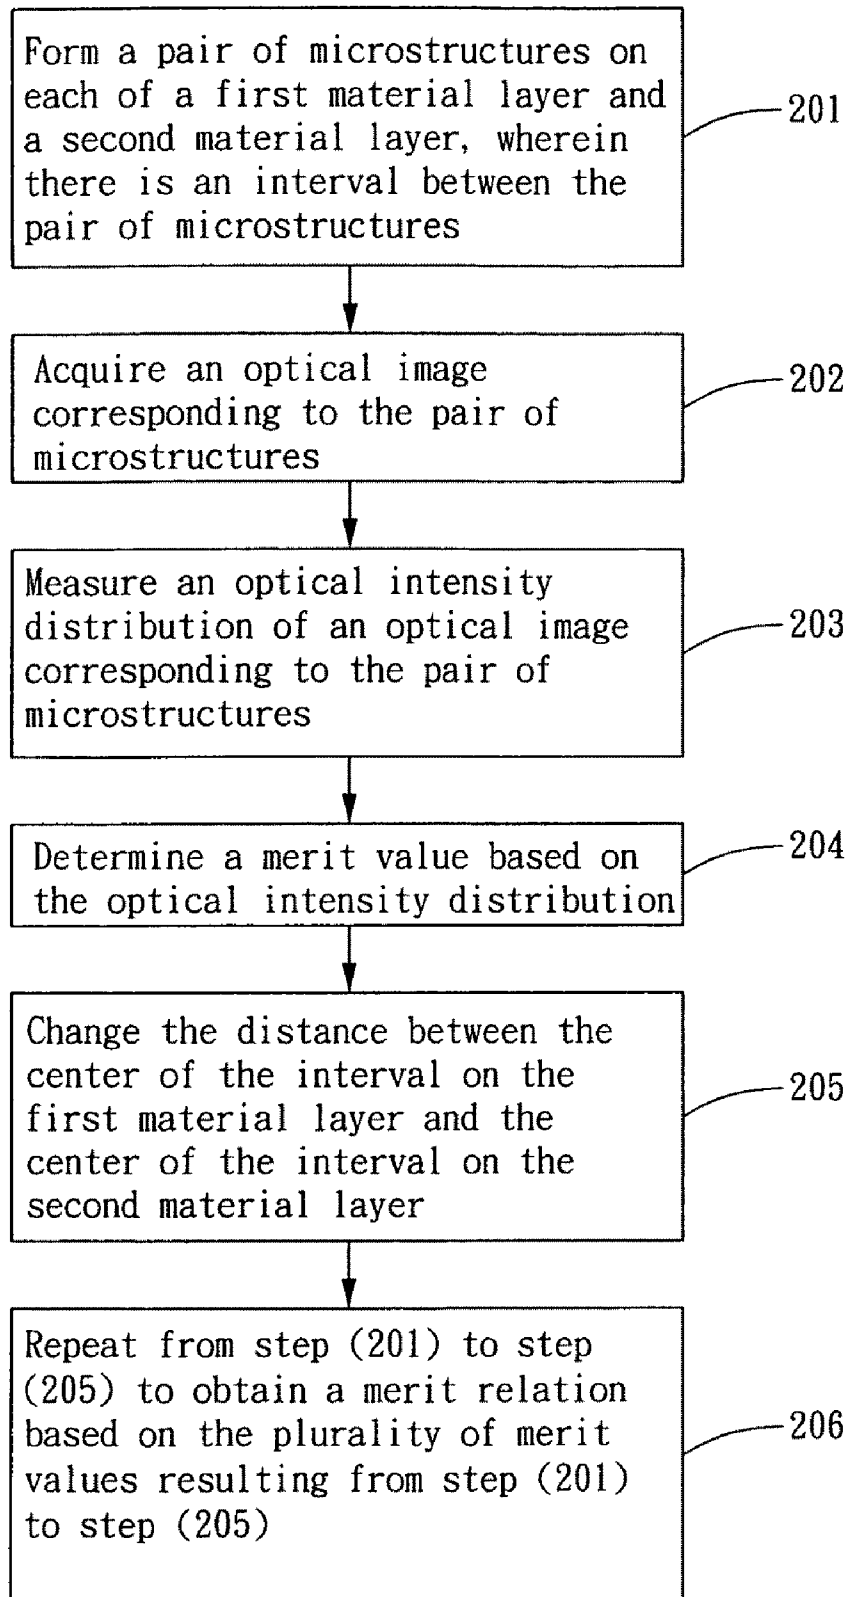 Form a pair of microstructures on
each of a first material layer and
a second material layer, wherein
there is an interval between the
pair of microstructures
201
Acquire an optical image
corresponding to the pair of
microstructures
202
Measure an optical intensity
distribution of an optical image
corresponding to the pair of
microstructures
203
Determine a merit value based on
the optical intensity distribution
204
Change the distance between the
center of the interval on the
first material layer and the
center of the interval on the
second material layer
205
Repeat from step (201) to step
(205) to obtain a merit relation
based on the plurality of merit
values resulting from step (201)
to step (205)
206